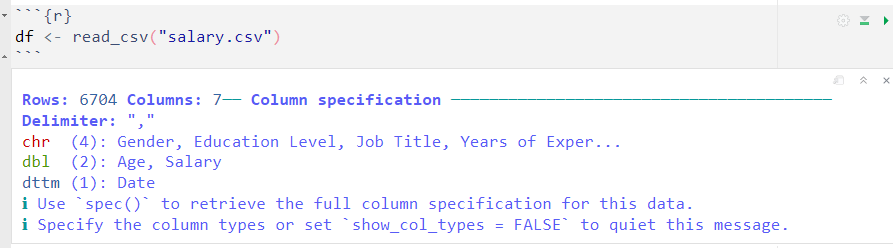 ```{r}
df <- read_csv("salary.csv")
```
Rows: 6704 Columns: 7── Column specification ────────────────────────────────────────
Delimiter: ","
chr  (4): Gender, Education Level, Job Title, Years of Exper...
dbl  (2): Age, Salary
dttm (1): Date
ℹ Use `spec()` to retrieve the full column specification for this data.
ℹ Specify the column types or set `show_col_types = FALSE` to quiet this message.